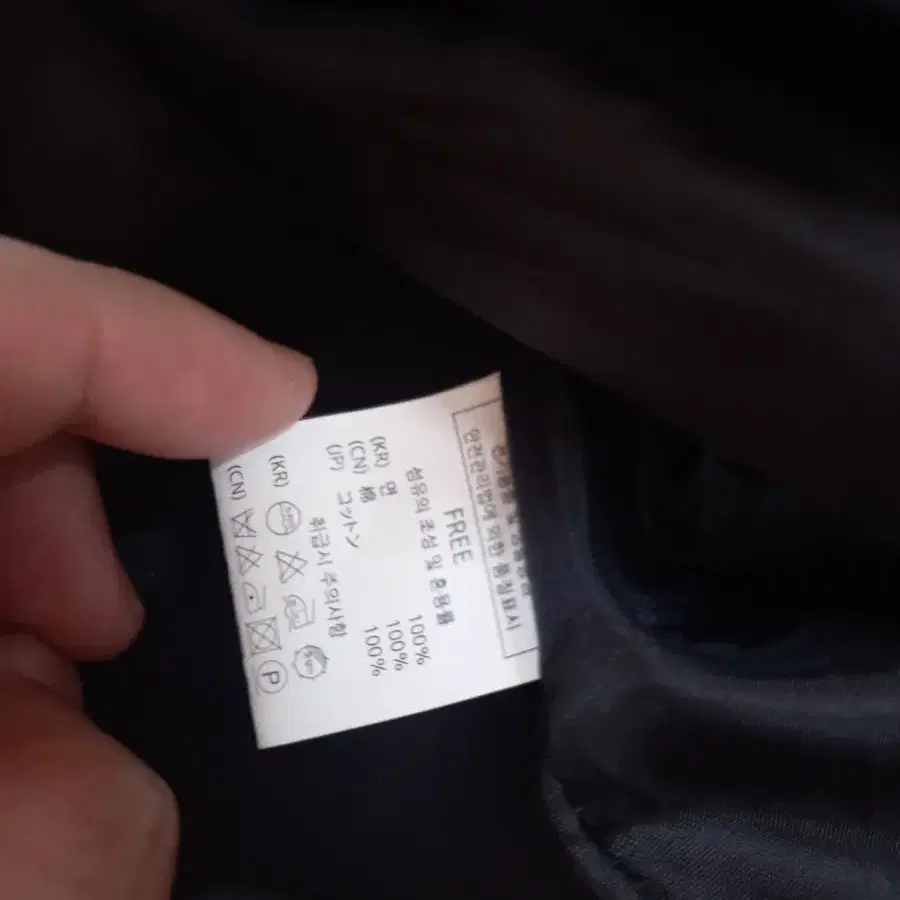 안전관리법에 의한 품질표시
FREE
섬유의 조성 및 혼용률
(KR) 면 100%
(CN) 棉 100%
(JP) コットン 100%
취급시 주의사항
(KR)
(CN) P